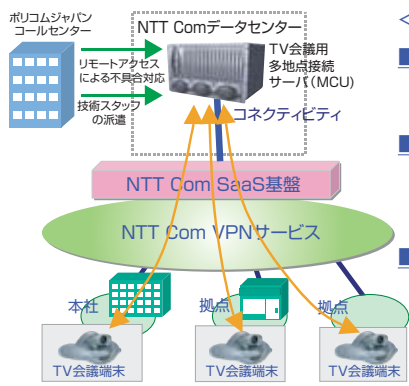 ポリコムジャパン
コールセンター
NTT Comデータセンター
リモートアクセス
による不具合対応
技術スタッフ
の派遣
TV会議用
多地点接続
サーバ(MCU)
コネクティビティ
NTT Com SaaS基盤
NTT Com VPNサービス
本社
拠点
拠点
TV会議端末
TV会議端末
TV会議端末
<
■
■
■